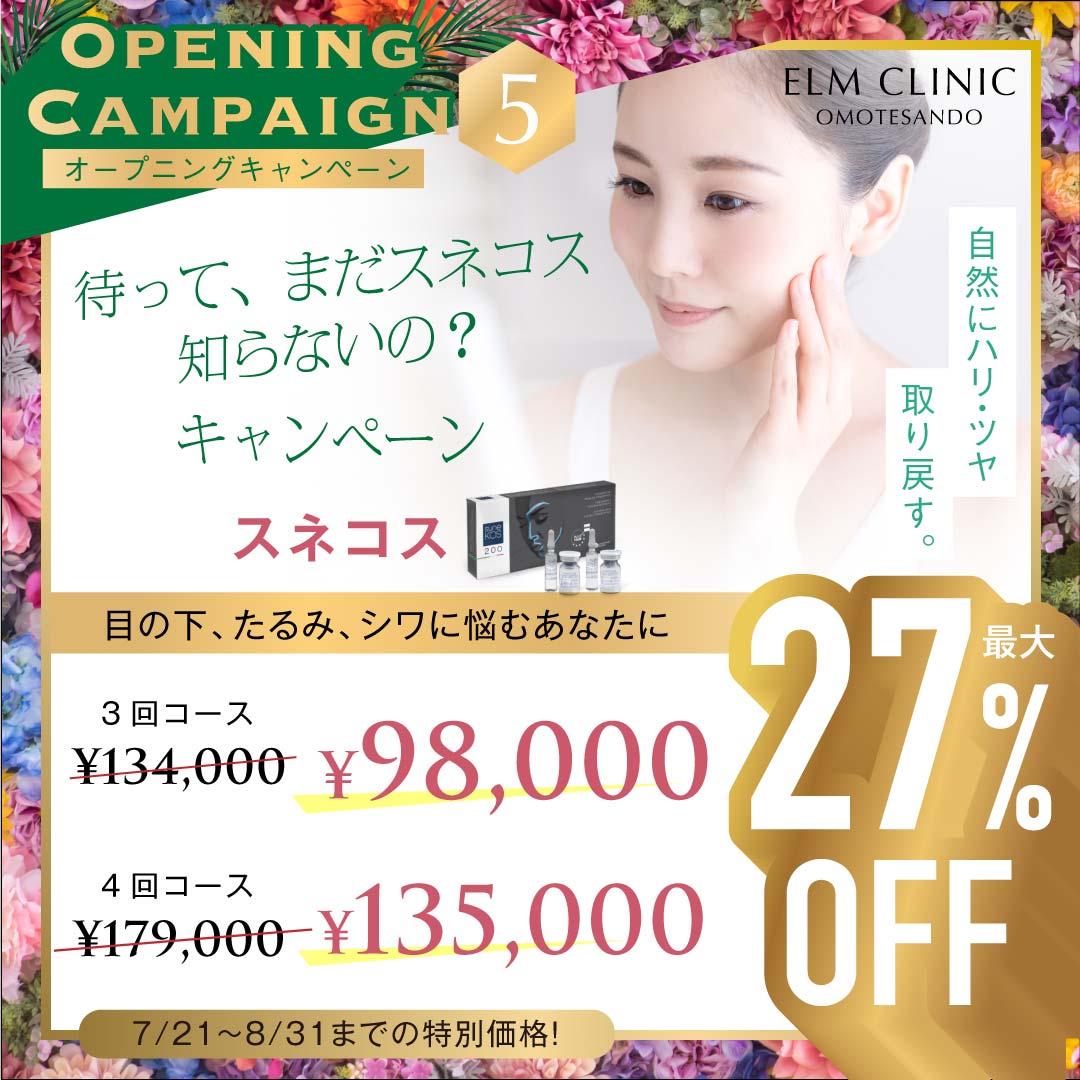 OPENING
CAMPAIGN
5
オープニングキャンペーン
ELM CLINIC
OMOTESANDO
待って、まだスネコス
知らないの?
キャンペーン
自然にハリ・ツヤ
取り戻す。
スネコス
sune
KOS
200
目の下、たるみ、シワに悩むあなたに
最大
27%
OFF
3回コース
¥134,000
¥98,000
4回コース
¥179,000
¥135,000
7/21〜8/31までの特別価格!